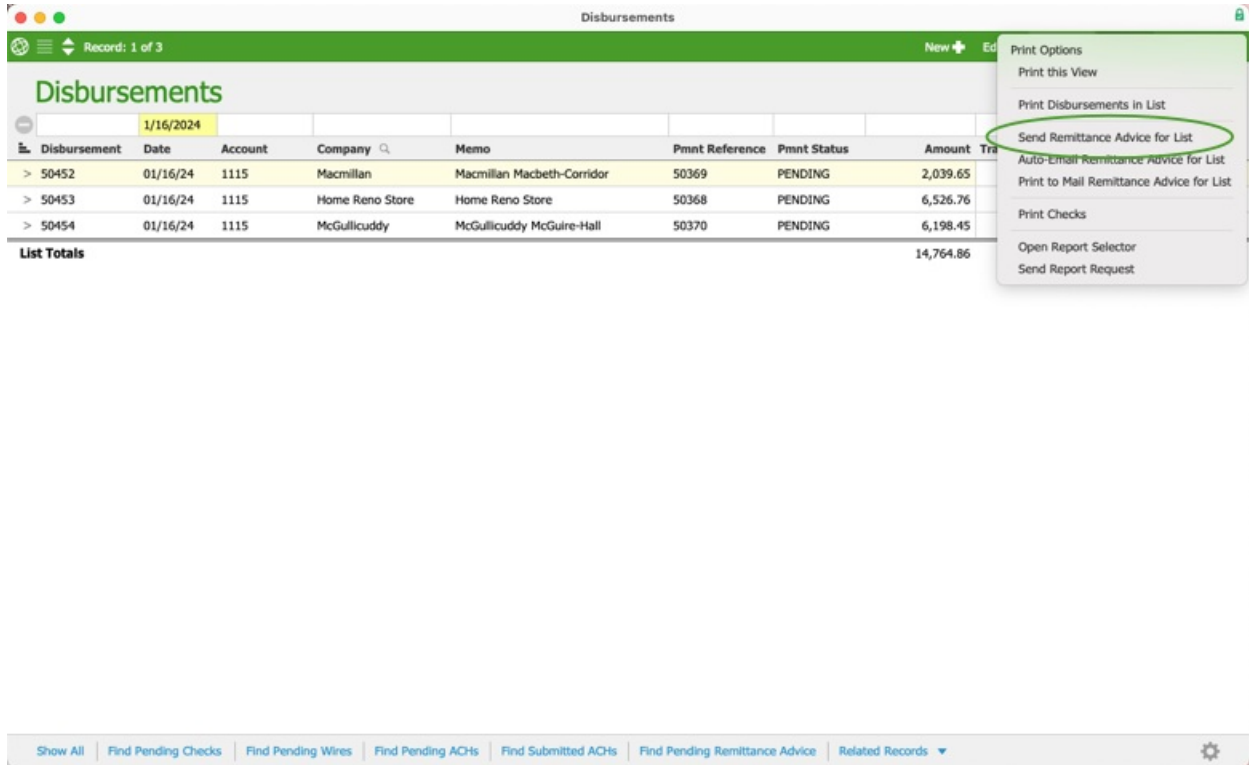 Disbursements
Record: 1 of 3
New
Ed
Disbursements
1/16/2024
Disbursement Date Account Company Memo Pmnt Reference Pmnt Status Amount Tra
> 50452 01/16/24 1115 Macmillan Macmillan Macbeth-Corridor 50369 PENDING 2,039.65
> 50453 01/16/24 1115 Home Reno Store Home Reno Store 50368 PENDING 6,526.76
> 50454 01/16/24 1115 McGullicuddy McGullicuddy McGuire-Hall 50370 PENDING 6,198.45
List Totals 14,764.86
Print Options
Print this View
Print Disbursements in List
Send Remittance Advice for List
Auto-Email Remittance Advice for List
Print to Mail Remittance Advice for List
Print Checks
Open Report Selector
Send Report Request
Show All Find Pending Checks Find Pending Wires Find Pending ACHs Find Submitted ACHs Find Pending Remittance Advice Related Records